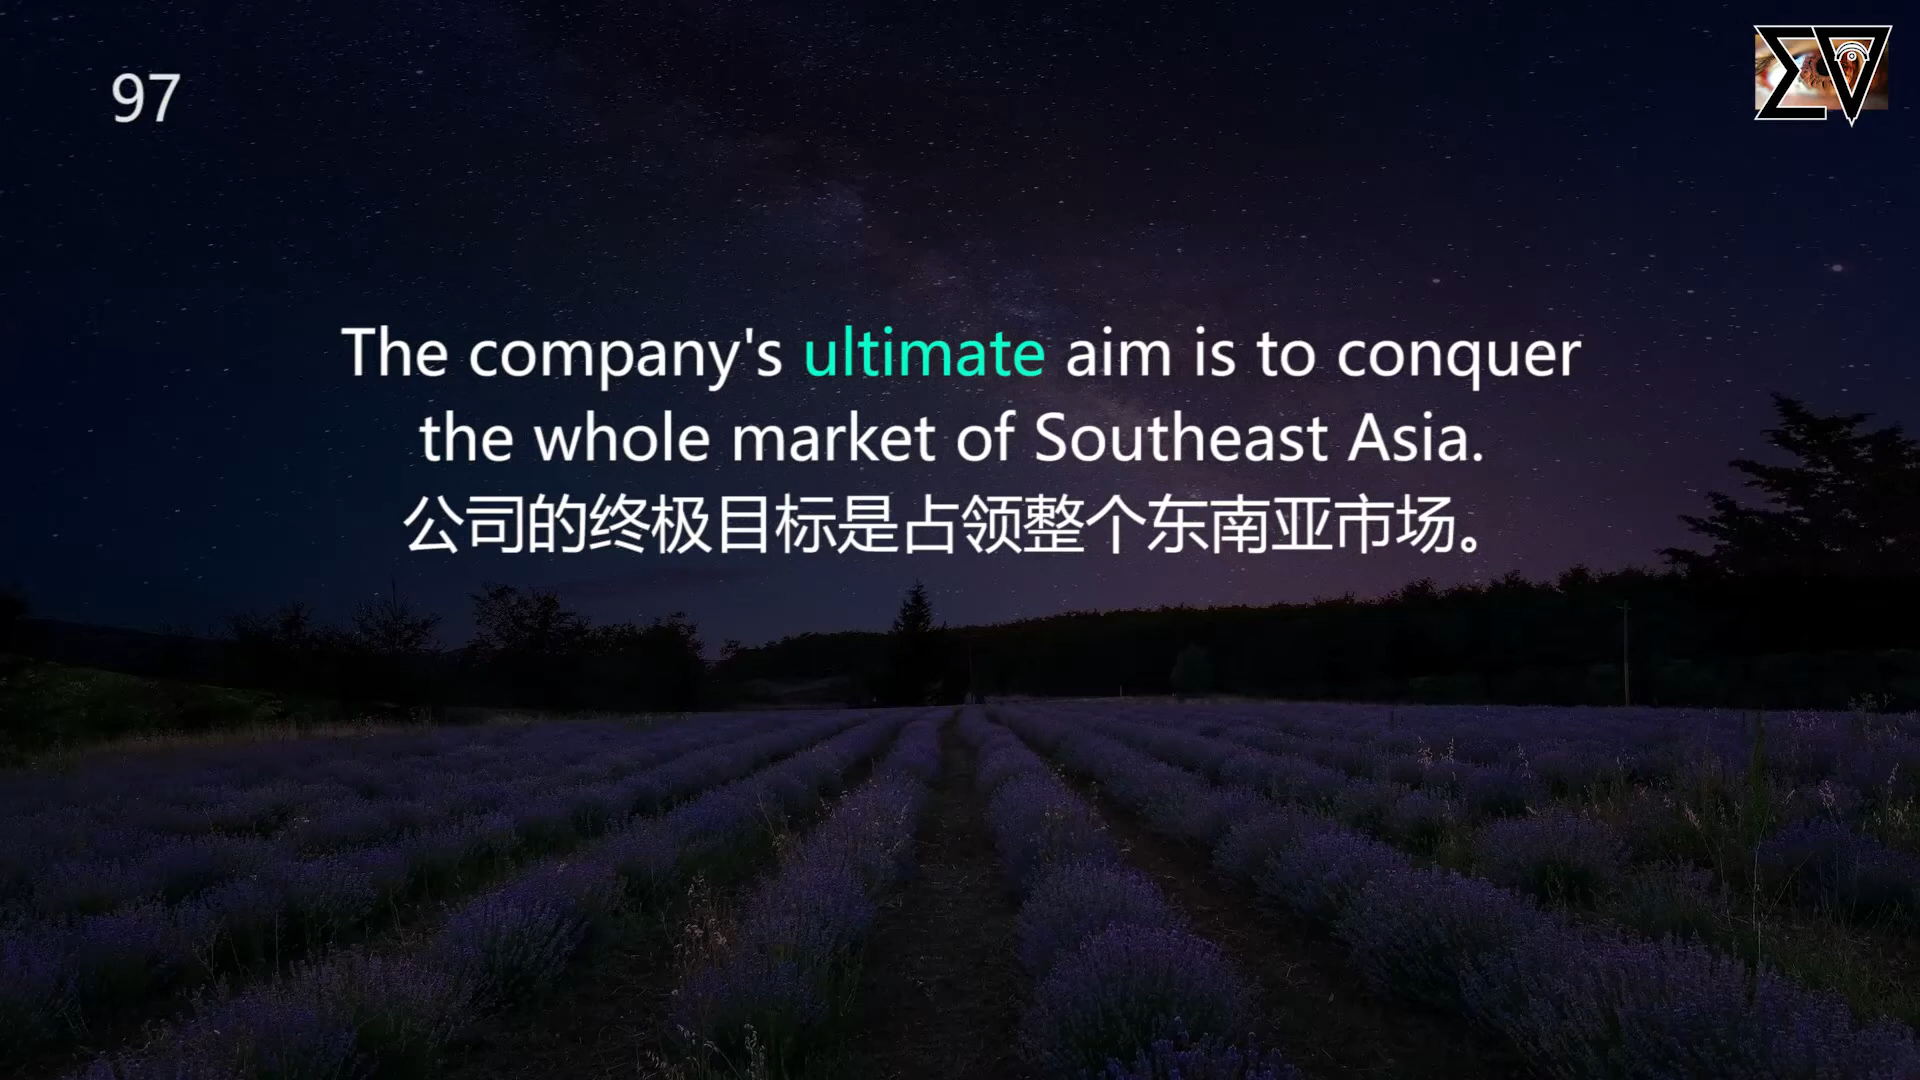 97
The company's ultimate aim is to conquer
the whole market of Southeast Asia.
公司的终极目标是占领整个东南亚市场。